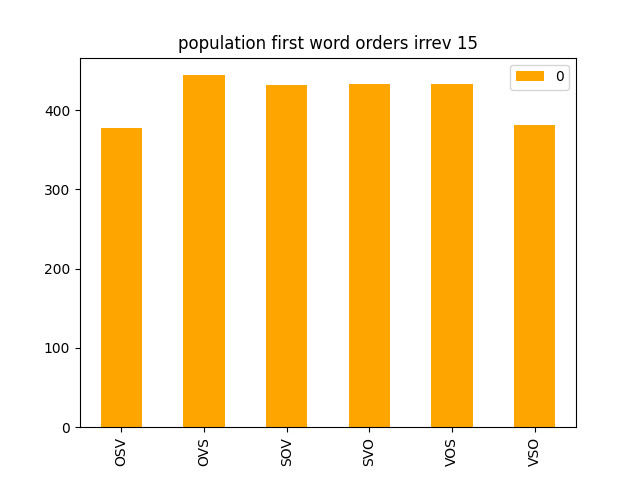 population first word orders irrev 15
0
400
300
200
100
0
OSV
OVS
SOV
SVO
VOS
VSO